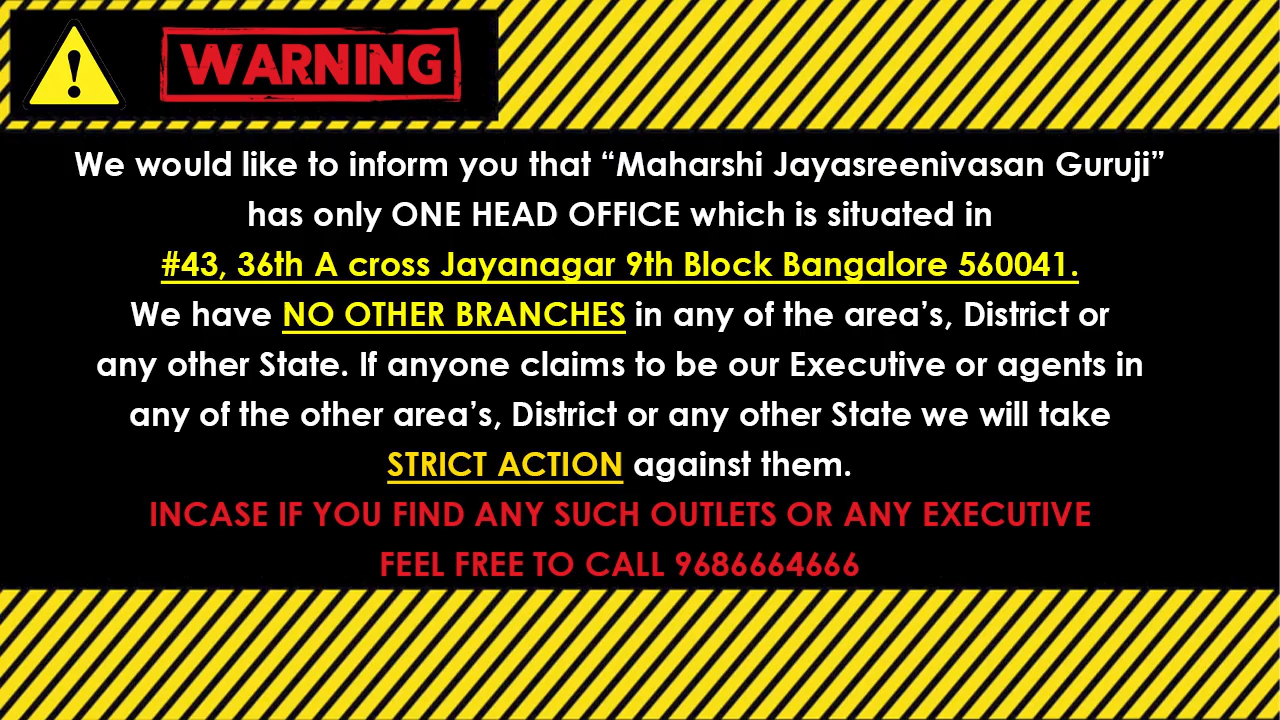 WARNING
We would like to inform you that “Maharshi Jayasreenivasan Guruji”
has only ONE HEAD OFFICE which is situated in
#43, 36th A cross Jayanagar 9th Block Bangalore 560041.
We have NO OTHER BRANCHES in any of the area’s, District or
any other State. If anyone claims to be our Executive or agents in
any of the other area’s, District or any other State we will take
STRICT ACTION against them.
INCASE IF YOU FIND ANY SUCH OUTLETS OR ANY EXECUTIVE
FEEL FREE TO CALL 9686664666